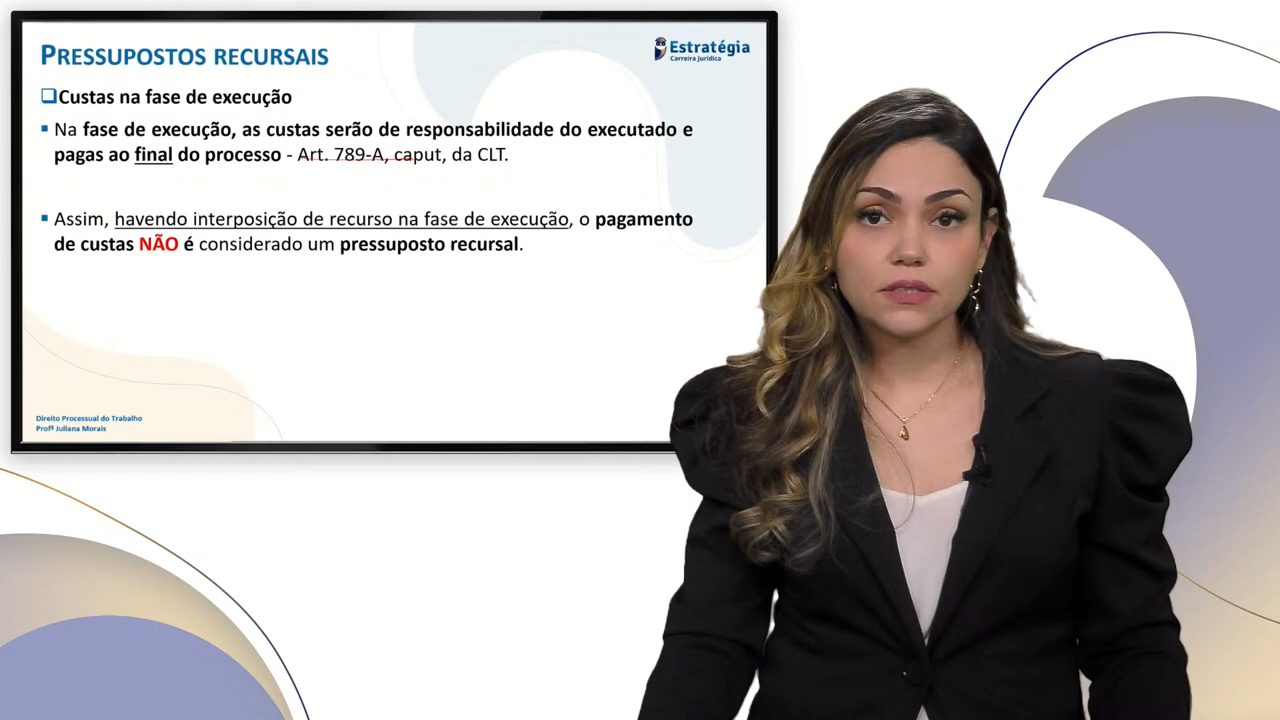 PRESSUPOSTOS RECURSAIS
Estratégia
Carreira Jurídica
Custas na fase de execução
Na fase de execução, as custas serão de responsabilidade do executado e
pagas ao final do processo - Art. 789-A, caput, da CLT.
Assim, havendo interposição de recurso na fase de execução, o pagamento
de custas NÃO é considerado um pressuposto recursal.
Direito Processual do Trabalho
Profª Juliana Morais